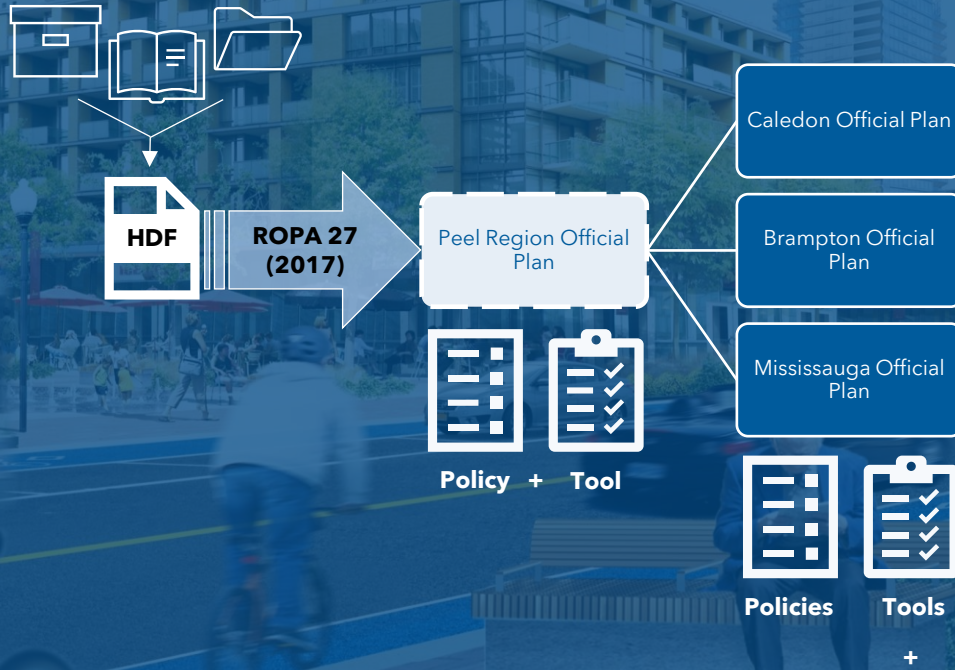 HDF
ROPA 27
(2017)
Peel Region Official
Plan
Caledon Official Plan
Brampton Official
Plan
Mississauga Official
Plan
Policy + Tool
Policies Tools
+